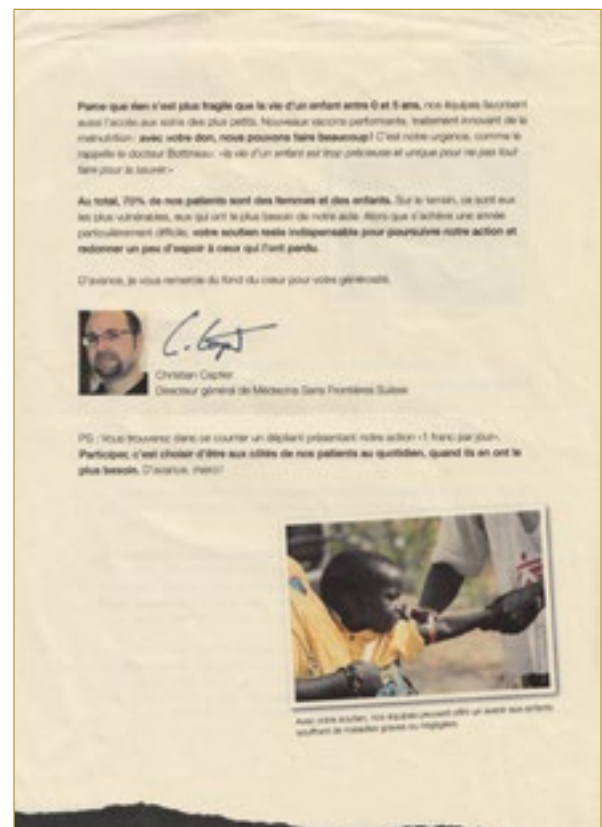 Parce que rien n'est plus fragile que la vie d'un enfant entre 0 et 5 ans, nos équipes favorisent
aussi l'accès aux soins des plus petits. Nouveaux vaccins performants, traitement innovant de la
malnutrition : avec votre don, nous pouvons faire beaucoup! C'est notre urgence, comme le
rappelle le docteur Bottineau: «la vie d'un enfant est trop précieuse et unique pour ne pas tout
faire pour la sauver.»
Au total, 70% de nos patients sont des femmes et des enfants. Sur le terrain, ce sont eux
les plus vulnérables, eux qui ont le plus besoin de notre aide. Alors que s'achève une année
particulièrement difficile, votre soutien reste indispensable pour poursuivre notre action et
redonner un peu d'espoir à ceux qui l'ont perdu.
D'avance, je vous remercie du fond du cœur pour votre générosité.
Christian Captier
Directeur général de Médecins Sans Frontières Suisse
PS : Vous trouverez dans ce courrier un dépliant présentant notre action «1 franc par jour».
Participer, c'est choisir d'être aux côtés de nos patients au quotidien, quand ils en ont le
plus besoin. D'avance, merci!
Avec votre soutien, nos équipes peuvent offrir un avenir aux enfants
souffrant de maladies graves ou négligées.